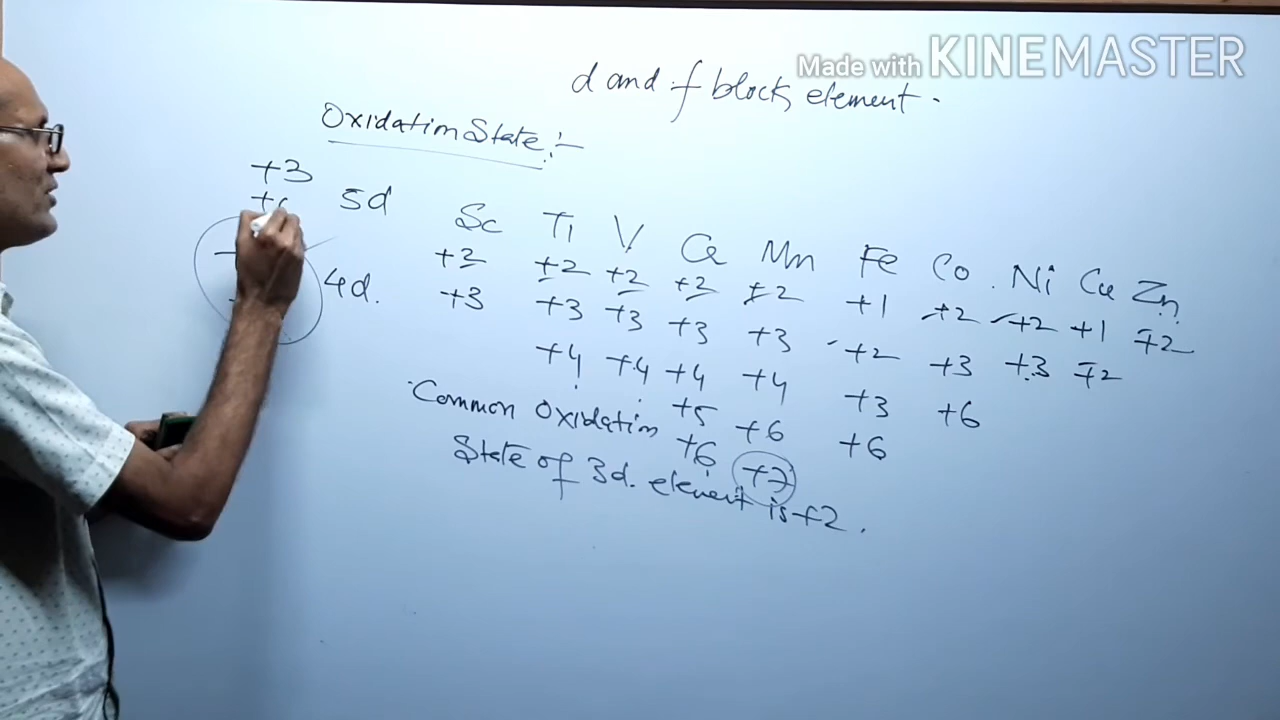 Made with KINEMASTER
d and f block element.
Oxidation State:-
+3 5d
4d.
Sc Ti V Cr Mn Fe Co Ni Cu Zn
+2 +2 +2 +2 +2 +1 +2 +2 +1 +2
+3 +3 +3 +3 +3 +2 +3 +3 +2
+4 +4 +4 +4 +3 +6
+5 +6 +6
+6 +7
Common Oxidation
State of 3d. element is +2.